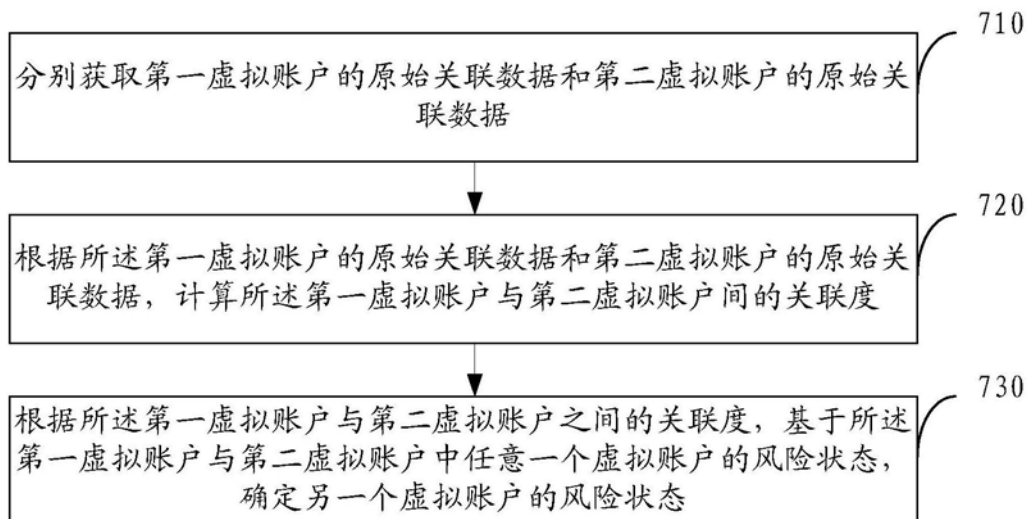 710
分别获取第一虚拟账户的原始关联数据和第二虚拟账户的原始关
联数据
720
根据所述第一虚拟账户的原始关联数据和第二虚拟账户的原始关
联数据，计算所述第一虚拟账户与第二虚拟账户间的关联度
730
根据所述第一虚拟账户与第二虚拟账户之间的关联度，基于所述
第一虚拟账户与第二虚拟账户中任意一个虚拟账户的风险状态，
确定另一个虚拟账户的风险状态